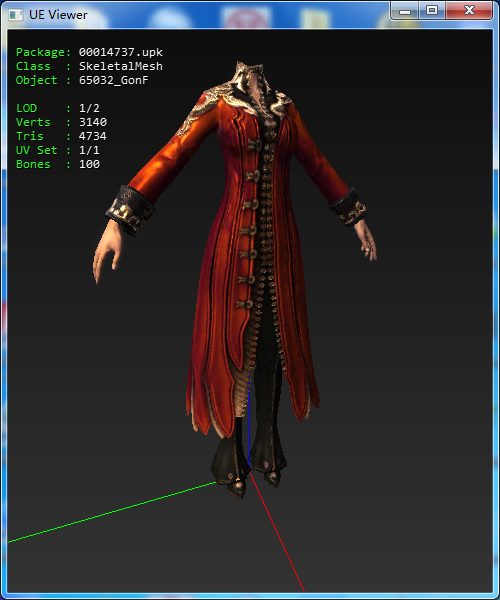 UE Viewer
Package: 00014737.upk
Class  : SkeletalMesh
Object : 65032_GonF
LOD    : 1/2
Verts  : 3140
Tris   : 4734
UV Set : 1/1
Bones  : 100